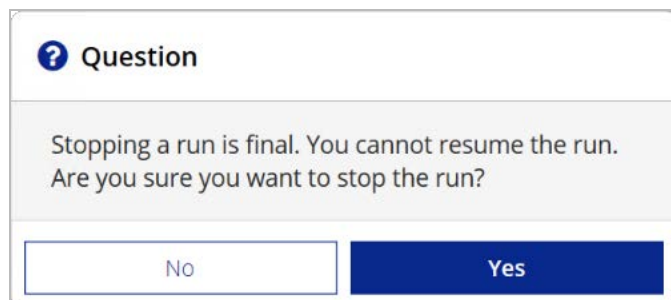 Question
Stopping a run is final. You cannot resume the run.
Are you sure you want to stop the run?
No
Yes